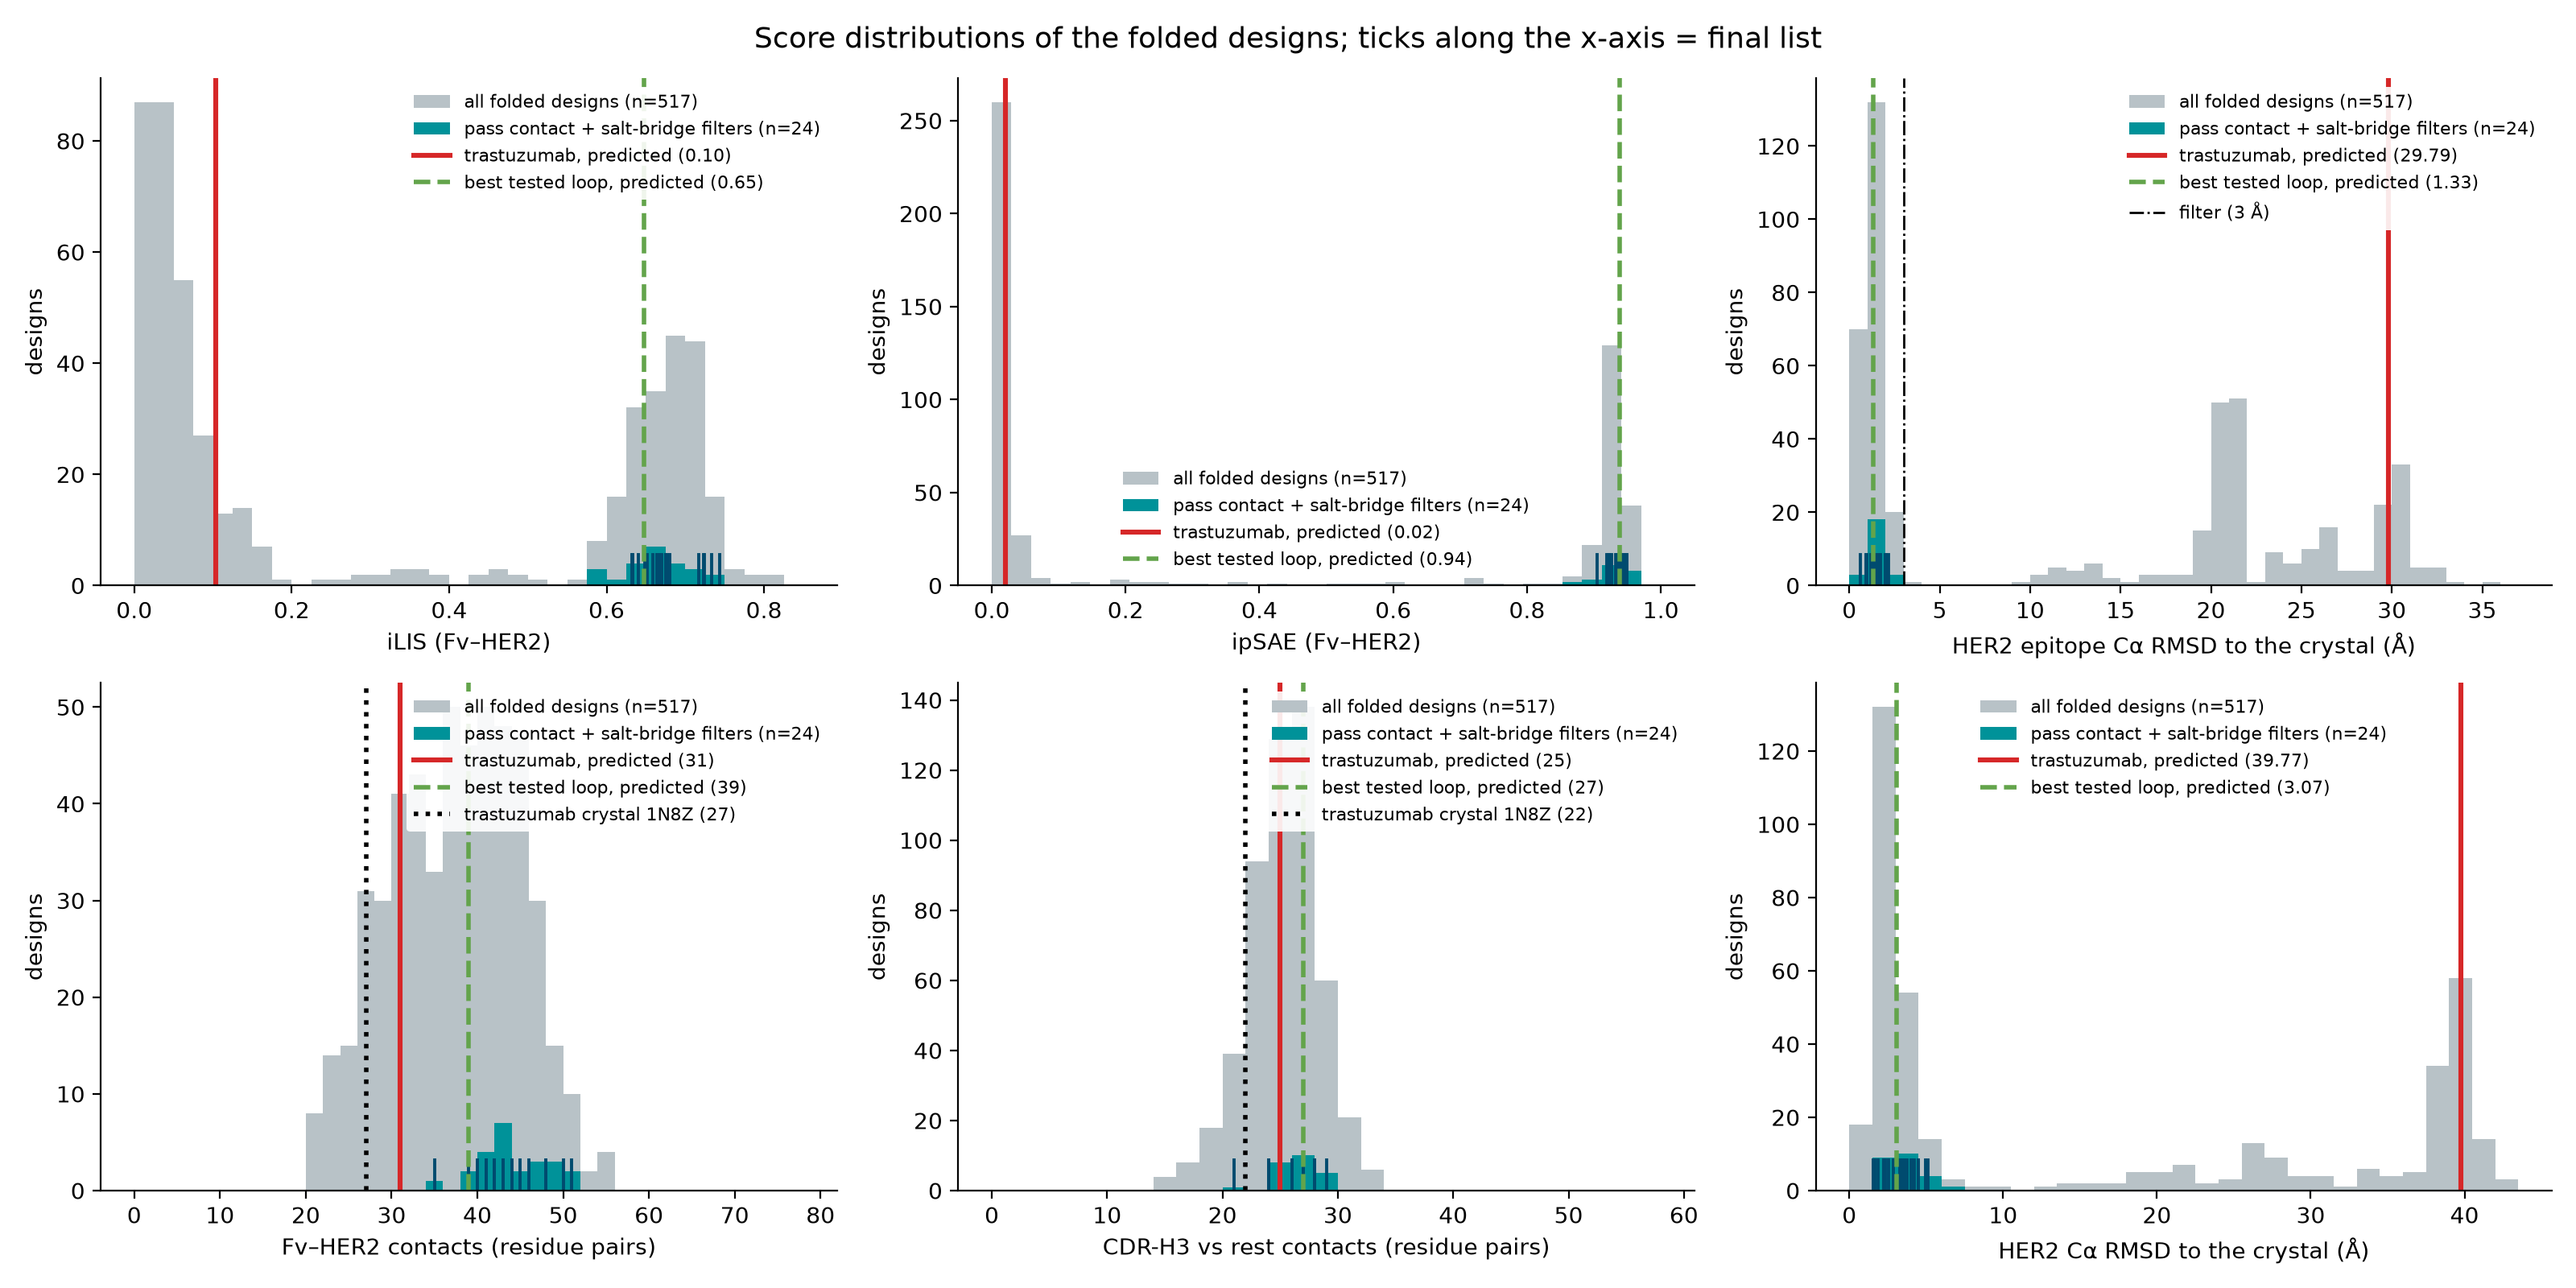 Score distributions of the folded designs; ticks along the x-axis = final list
designs
80
60
40
20
0
0.0 0.2 0.4 0.6 0.8
iLIS (Fv–HER2)
all folded designs (n=517)
pass contact + salt-bridge filters (n=24)
trastuzumab, predicted (0.10)
best tested loop, predicted (0.65)
designs
250
200
150
100
50
0
0.0 0.2 0.4 0.6 0.8 1.0
ipSAE (Fv–HER2)
all folded designs (n=517)
pass contact + salt-bridge filters (n=24)
trastuzumab, predicted (0.02)
best tested loop, predicted (0.94)
designs
120
100
80
60
40
20
0
0 5 10 15 20 25 30 35
HER2 epitope Cα RMSD to the crystal (Å)
all folded designs (n=517)
pass contact + salt-bridge filters (n=24)
trastuzumab, predicted (29.79)
best tested loop, predicted (1.33)
filter (3 Å)
designs
50
40
30
20
10
0
0 10 20 30 40 50 60 70 80
Fv–HER2 contacts (residue pairs)
all folded designs (n=517)
pass contact + salt-bridge filters (n=24)
trastuzumab, predicted (31)
best tested loop, predicted (39)
trastuzumab crystal 1N8Z (27)
designs
140
120
100
80
60
40
20
0
0 10 20 30 40 50 60
CDR-H3 vs rest contacts (residue pairs)
all folded designs (n=517)
pass contact + salt-bridge filters (n=24)
trastuzumab, predicted (25)
best tested loop, predicted (27)
trastuzumab crystal 1N8Z (22)
designs
120
100
80
60
40
20
0
0 10 20 30 40
HER2 Cα RMSD to the crystal (Å)
all folded designs (n=517)
pass contact + salt-bridge filters (n=24)
trastuzumab, predicted (39.77)
best tested loop, predicted (3.07)